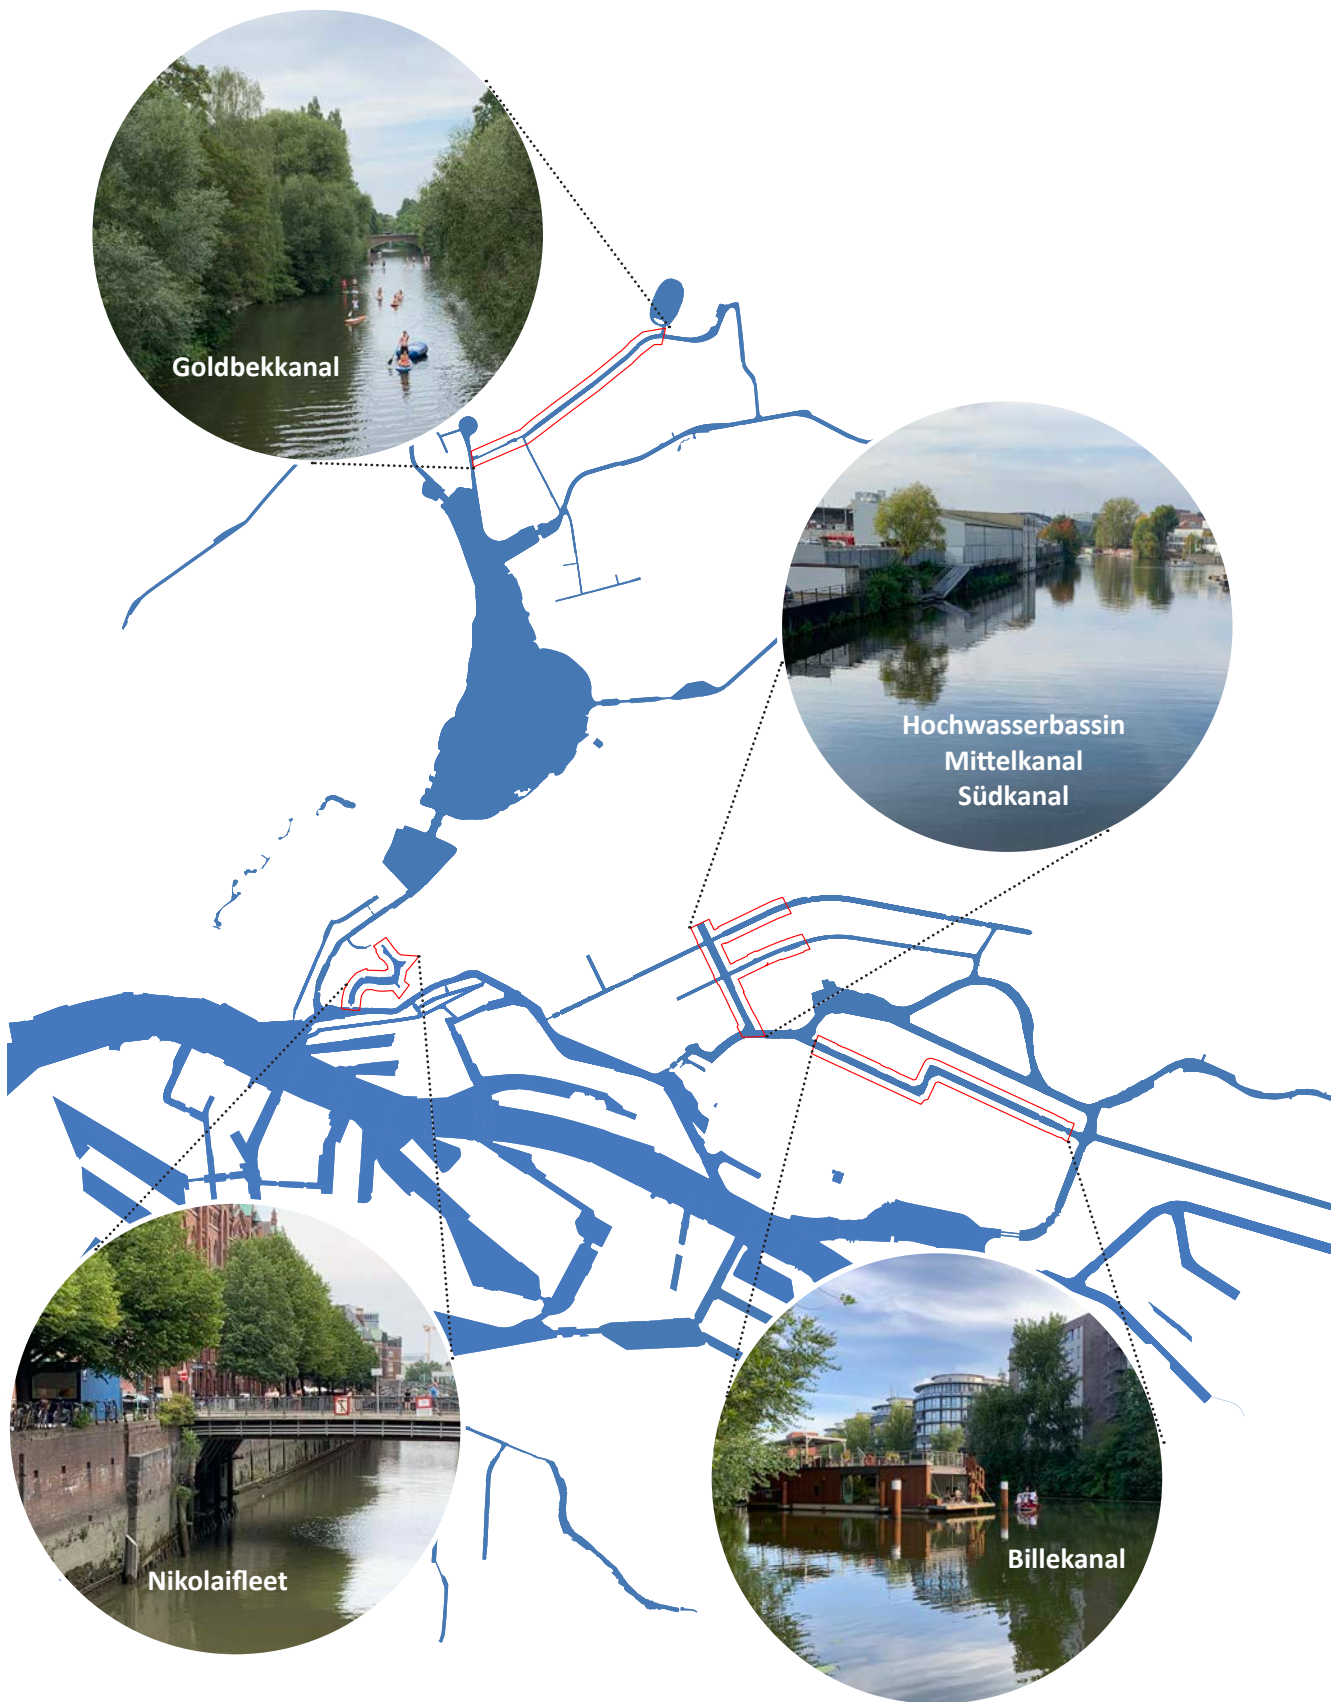 Goldbekkanal
Hochwasserbassin
Mittelkanal
Südkanal
Nikolaifleet
Billekanal